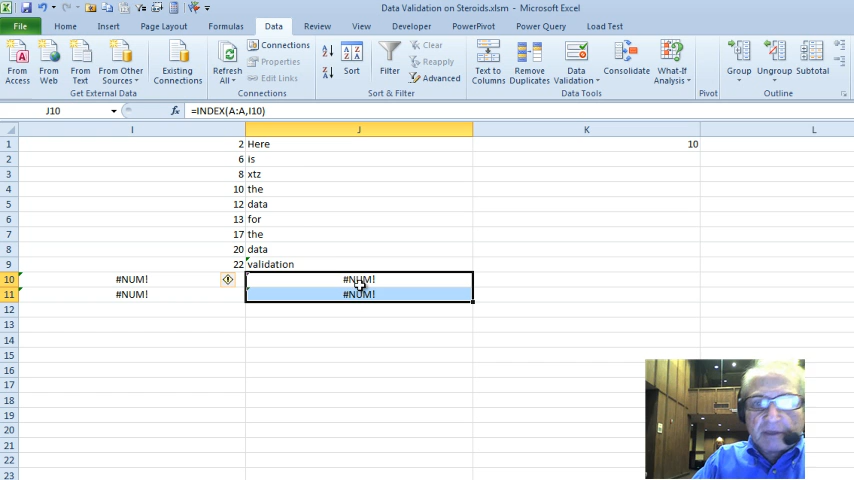 Data Validation on Steroids.xlsm - Microsoft Excel
File Home Insert Page Layout Formulas Data Review View Developer PowerPivot Power Query Load Test
From Access From Web From Text From Other Sources Existing Connections Refresh All Connections Properties Edit Links Sort Filter Clear Reapply Advanced Text to Columns Remove Duplicates Data Validation Consolidate What-If Analysis Group Ungroup Subtotal
Get External Data Connections Sort & Filter Data Tools Pivot Outline
J10 fx =INDEX(A:A,I10)
I J K L
1 2 Here 10
2 6 is
3 8 xtz
4 10 the
5 12 data
6 13 for
7 17 the
8 20 data
9 22 validation
10 #NUM! #NUM!
11 #NUM! #NUM!
12
13
14
15
16
17
18
19
20
21
22
23